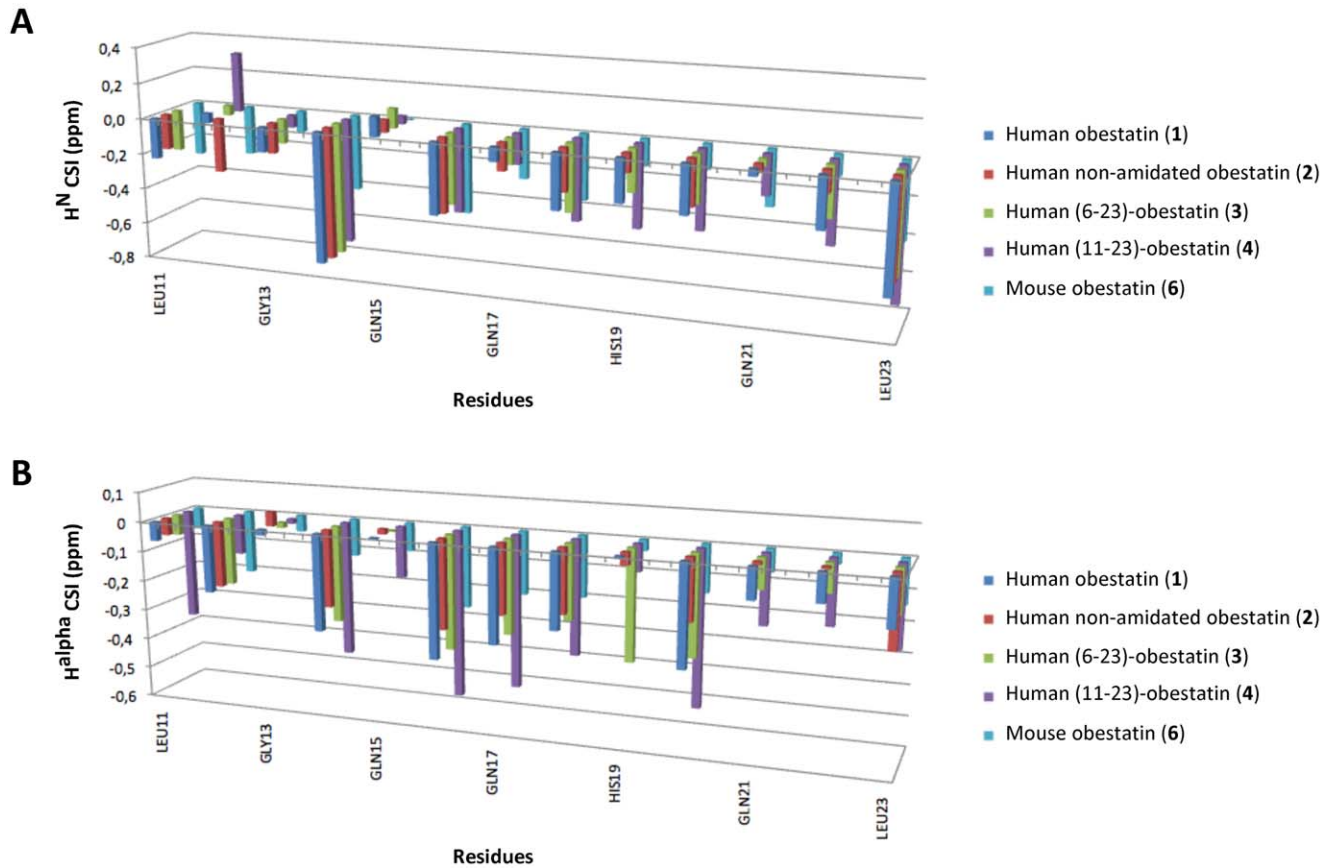 A
0,4
0,2
0,0
-0,2
-0,4
-0,6
-0,8
H^N CSI (ppm)
LEU11
GLY13
GLN15
GLN17
HIS19
GLN21
LEU23
Residues
Human obestatin (1)
Human non-amidated obestatin (2)
Human (6-23)-obestatin (3)
Human (11-23)-obestatin (4)
Mouse obestatin (6)
B
0,1
0
-0,1
-0,2
-0,3
-0,4
-0,5
-0,6
H^alpha CSI (ppm)
LEU11
GLY13
GLN15
GLN17
HIS19
GLN21
LEU23
Residues
Human obestatin (1)
Human non-amidated obestatin (2)
Human (6-23)-obestatin (3)
Human (11-23)-obestatin (4)
Mouse obestatin (6)